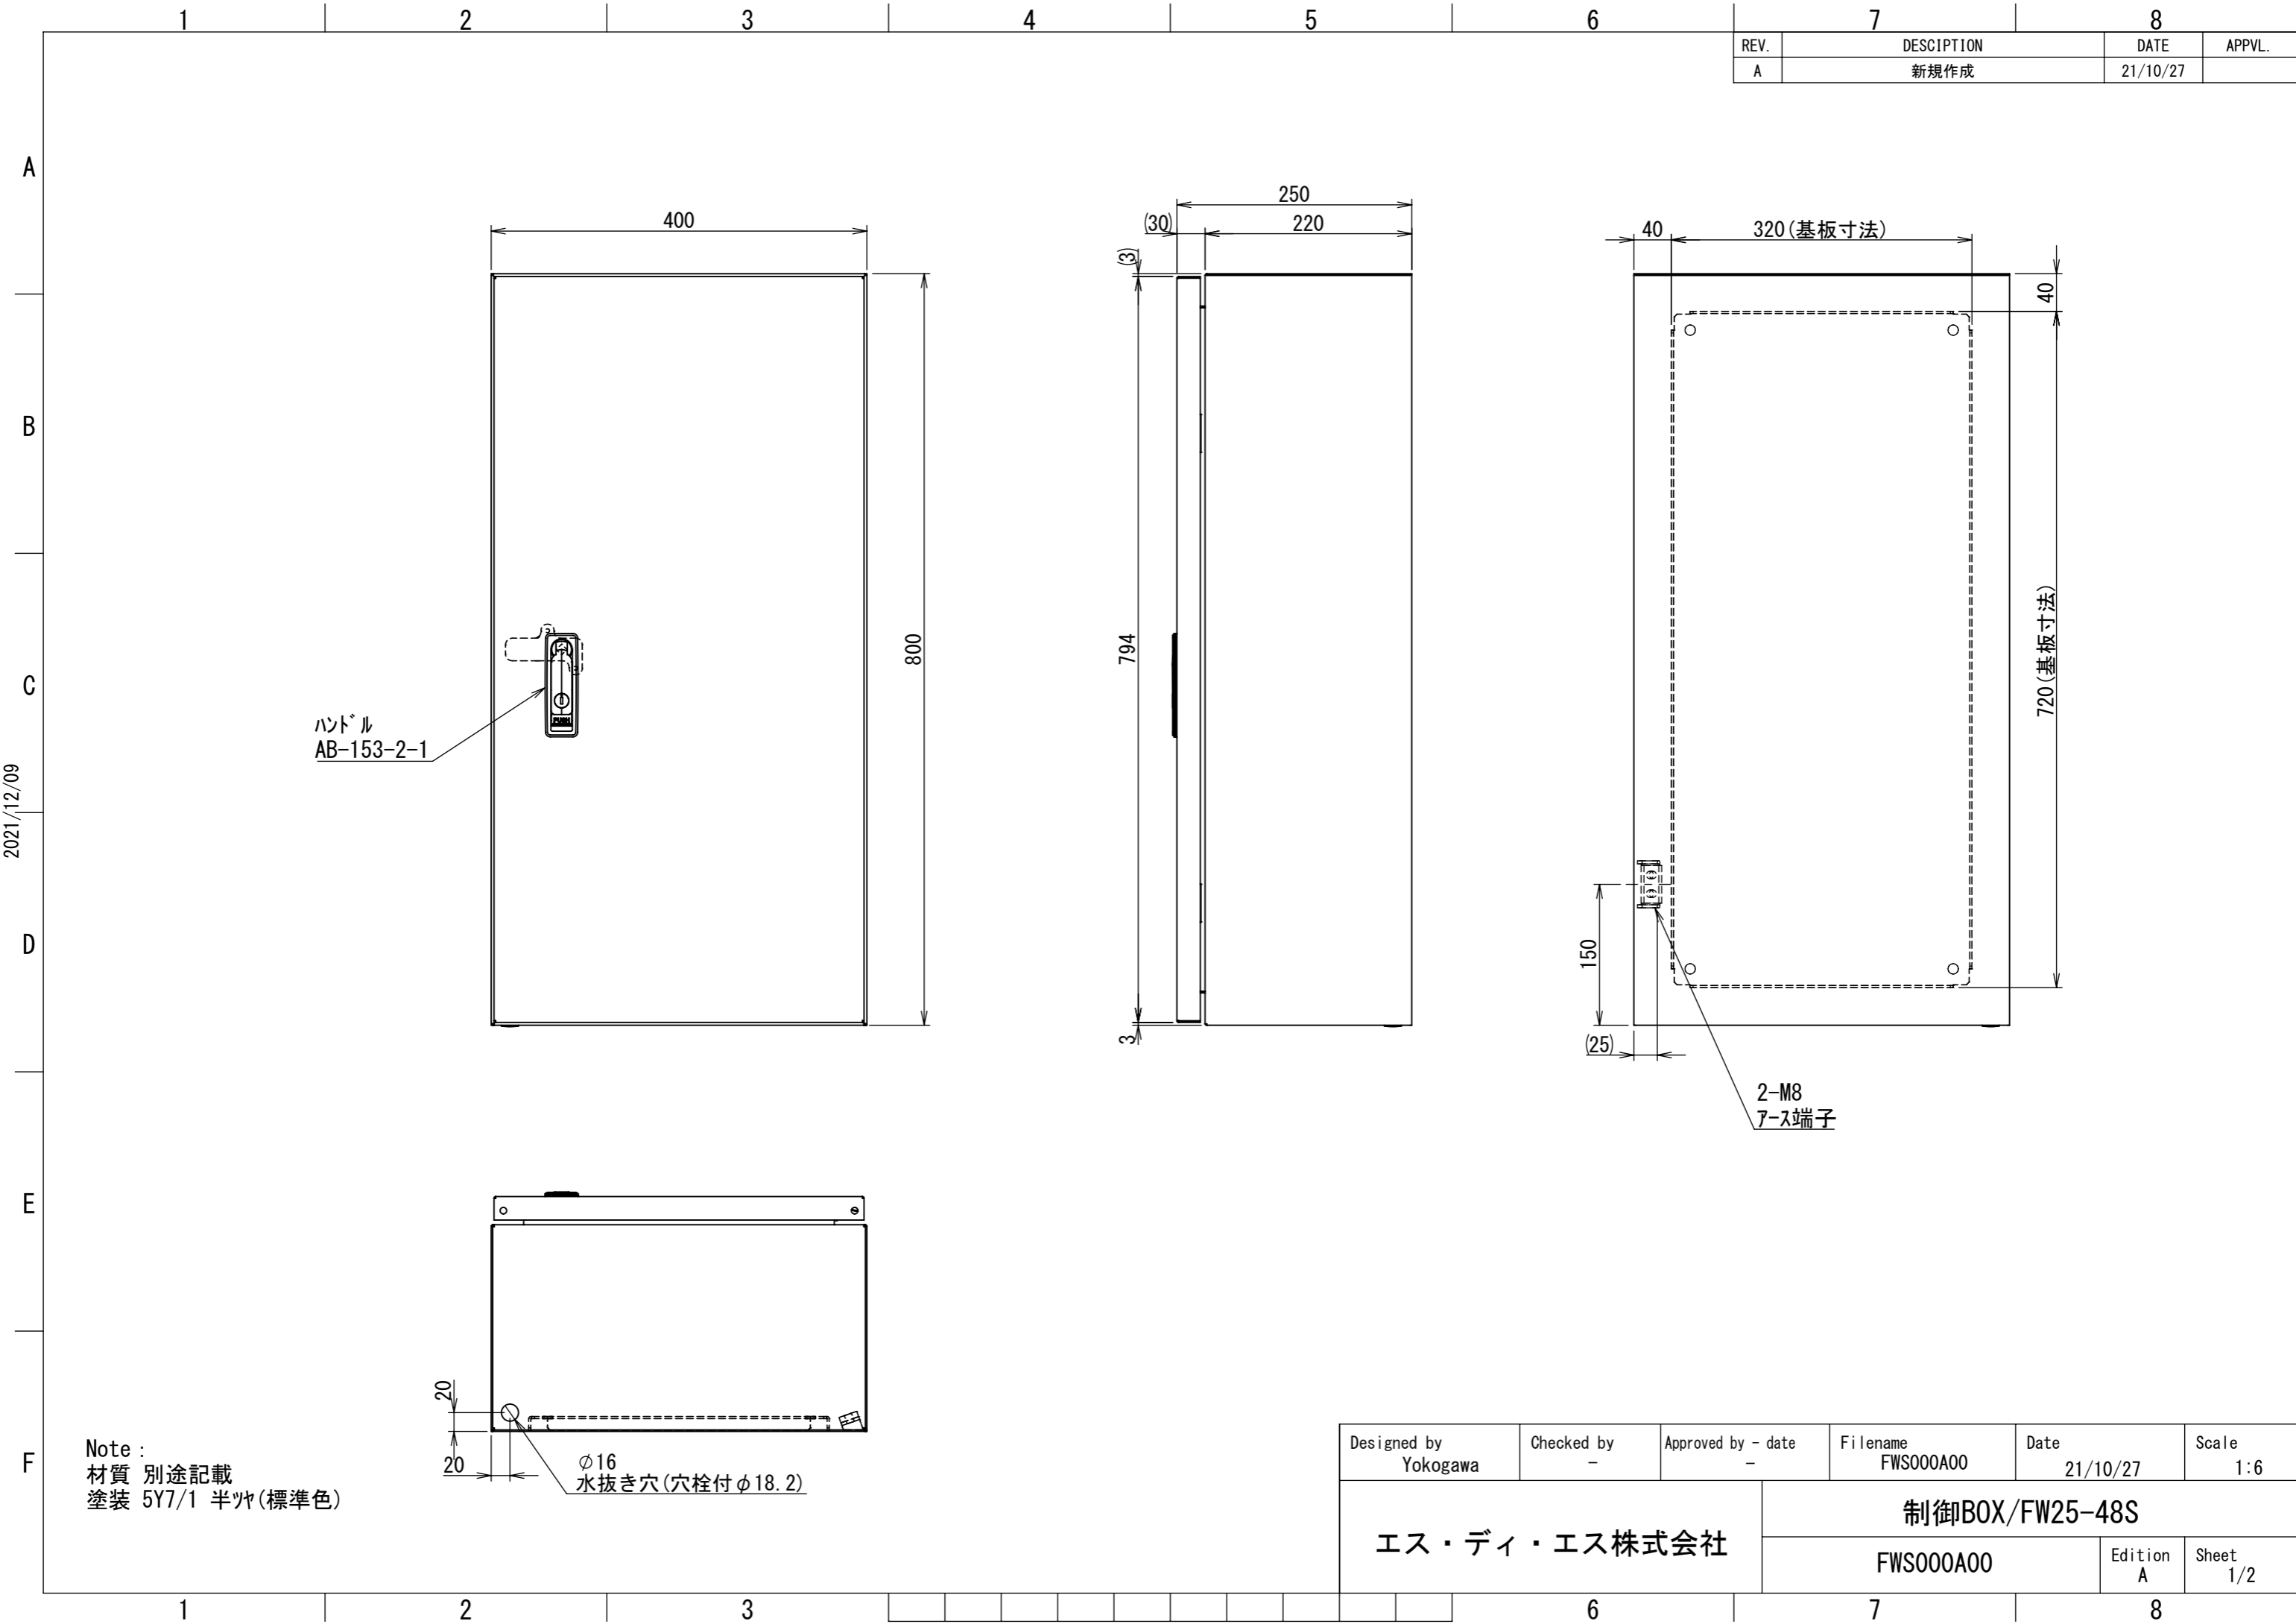 1 2 3 4 5 6 7 8
REV. DESCIPTION DATE APPVL.
A 新規作成 21/10/27
A
B
C
D
E
F
2021/12/09
400
800
ハンドル
AB-153-2-1
PUSH
250
(30) 220
(3)
794
3
40 320(基板寸法)
40
720(基板寸法)
150
(25)
2-M8
アース端子
20
20
φ16
水抜き穴(穴栓付φ18.2)
Note :
材質 別途記載
塗装 5Y7/1 半ツヤ(標準色)
Designed by Checked by Approved by - date Filename Date Scale
Yokogawa - - FWS000A00 21/10/27 1:6
エス・ディ・エス株式会社
制御BOX/FW25-48S
FWS000A00
Edition Sheet
A 1/2
1 2 3 6 7 8